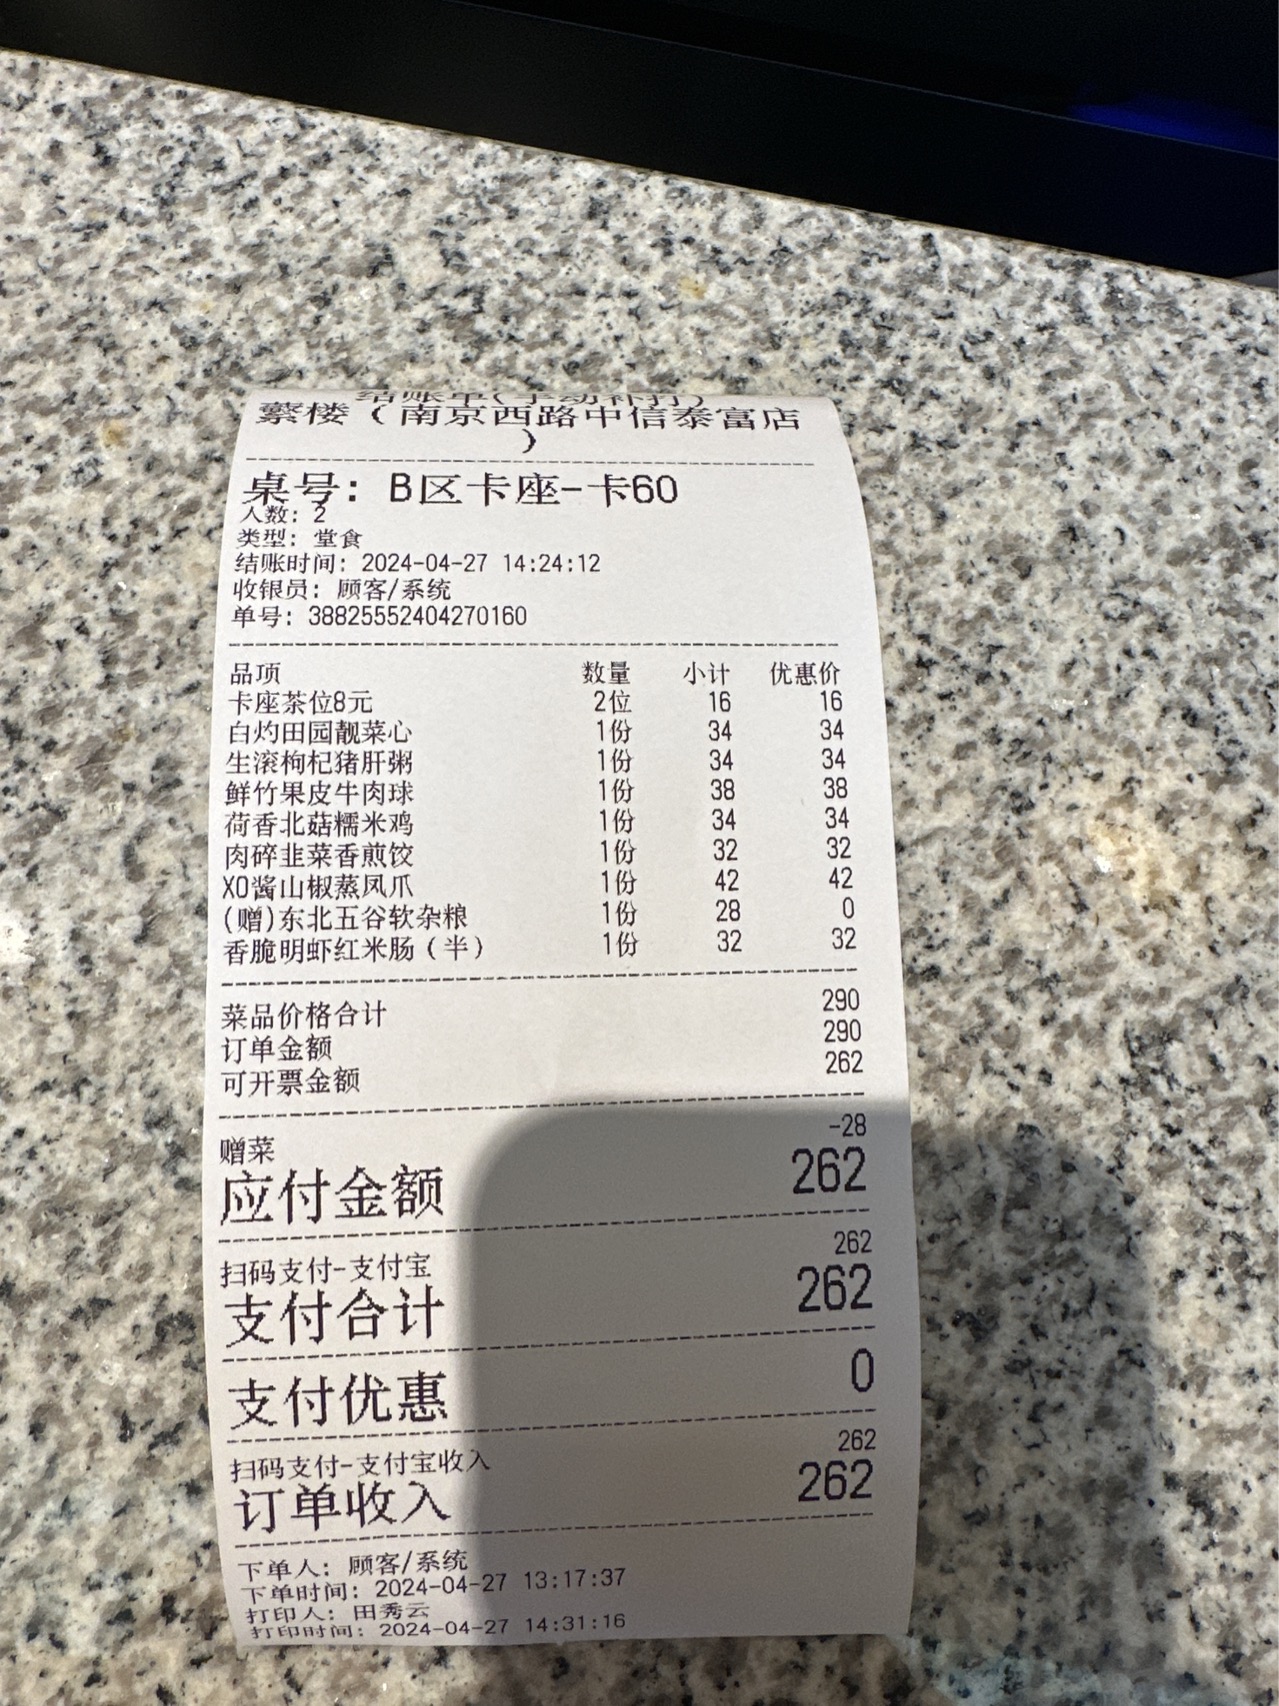 结账单(手动补打)
蘩楼（南京西路中信泰富店
）
桌号: B区卡座-卡60
人数: 2
类型: 堂食
结账时间: 2024-04-27 14:24:12
收银员: 顾客/系统
单号: 38825552404270160
品项 数量 小计 优惠价
卡座茶位8元 2位 16 16
白灼田园靓菜心 1份 34 34
生滚枸杞猪肝粥 1份 34 34
鲜竹果皮牛肉球 1份 38 38
荷香北菇糯米鸡 1份 34 34
肉碎韭菜香煎饺 1份 32 32
XO酱山椒蒸凤爪 1份 42 42
(赠)东北五谷软杂粮 1份 28 0
香脆明虾红米肠（半） 1份 32 32
菜品价格合计 290
订单金额 290
可开票金额 262
赠菜 -28
应付金额 262
扫码支付-支付宝 262
支付合计 262
支付优惠 0
扫码支付-支付宝收入 262
订单收入 262
下单人: 顾客/系统
下单时间: 2024-04-27 13:17:37
打印人: 田秀云
打印时间: 2024-04-27 14:31:16